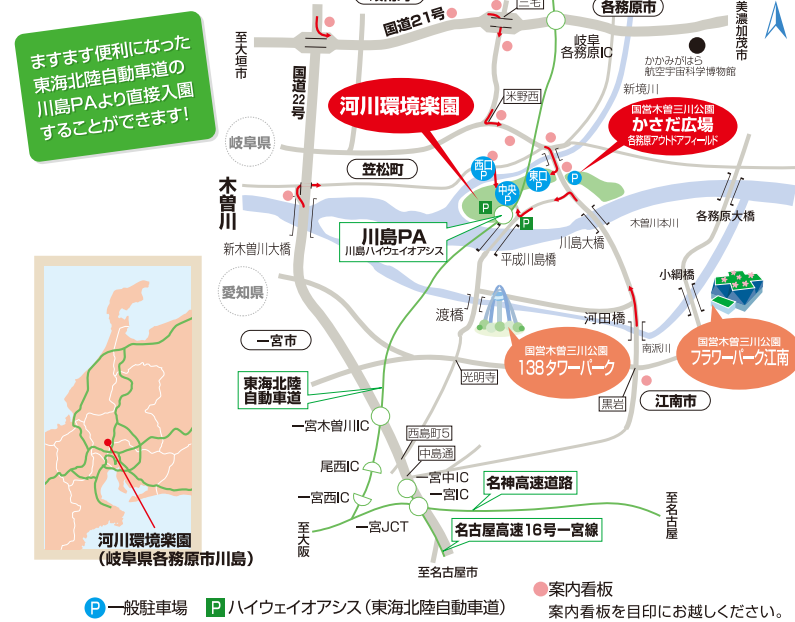 三宅
各務原市
美濃加茂市
国道21号
至大垣市
岐阜
各務原IC
かかみがはら
航空宇宙科学博物館
ますます便利になった
東海北陸自動車道の
川島PAより直接入園
することができます!
国道22号
新境川
米野西
河川環境楽園
国営木曽三川公園
かさだ広場
各務原アウトドアフィールド
岐阜県
笠松町
西口
P
中央
P
東口
P
P
P
P
木曽川
川島PA
川島ハイウェイオアシス
新木曽川大橋
平成川島橋
川島大橋
木曽川本川
各務原大橋
愛知県
小網橋
渡橋
河田橋
南派川
一宮市
国営木曽三川公園
138タワーパーク
国営木曽三川公園
フラワーパーク江南
東海北陸
自動車道
光明寺
黒岩
江南市
一宮木曽川IC
西島町5
中島通
尾西IC
一宮西IC
一宮中IC
一宮IC
名神高速道路
至名古屋
至大阪
一宮JCT
名古屋高速16号一宮線
至名古屋市
河川環境楽園
(岐阜県各務原市川島)
P 一般駐車場 P ハイウェイオアシス(東海北陸自動車道)
案内看板
案内看板を目印にお越しください。